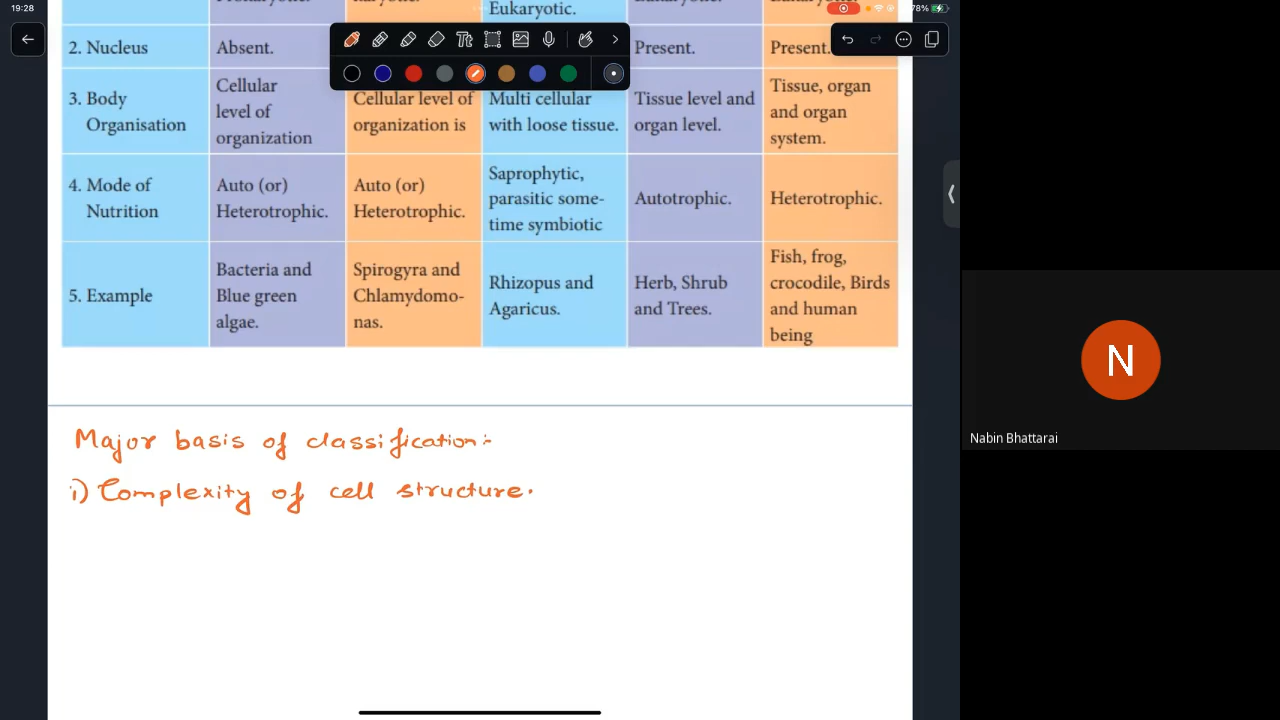 19:28
78%
Eukaryotic.
2. Nucleus
Absent.
Present.
Present.
3. Body Organisation
Cellular level of organization
Cellular level of organization is
Multi cellular with loose tissue.
Tissue level and organ level.
Tissue, organ and organ system.
4. Mode of Nutrition
Auto (or) Heterotrophic.
Auto (or) Heterotrophic.
Saprophytic, parasitic some-time symbiotic
Autotrophic.
Heterotrophic.
5. Example
Bacteria and Blue green algae.
Spirogyra and Chlamydomo-nas.
Rhizopus and Agaricus.
Herb, Shrub and Trees.
Fish, frog, crocodile, Birds and human being
Major basis of classification:-
i) Complexity of cell structure.
N
Nabin Bhattarai